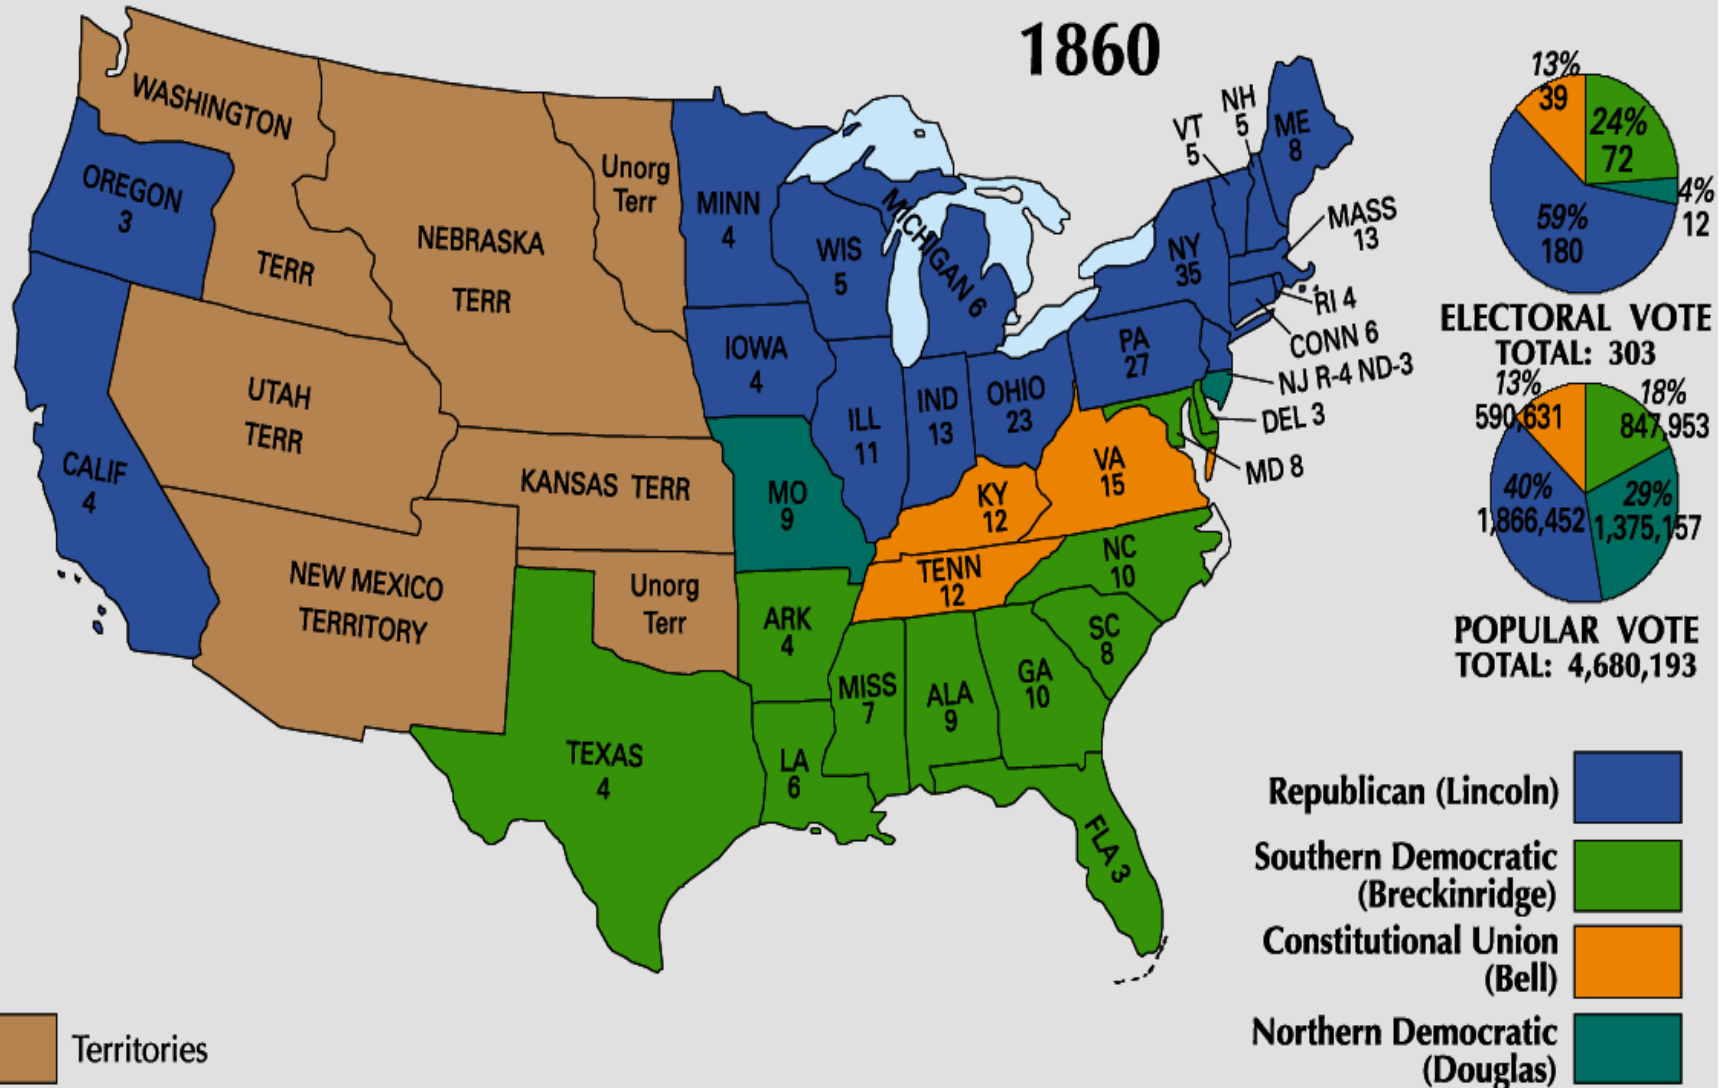 1860
WASHINGTON
TERR
OREGON
3
CALIF
4
NEBRASKA
TERR
Unorg
Terr
UTAH
TERR
KANSAS TERR
NEW MEXICO
TERRITORY
Unorg
Terr
MINN
4
WIS
5
MICHIGAN 6
IOWA
4
ILL
11
IND
13
OHIO
23
PA
27
NY
35
VT
5
NH
5
ME
8
MASS
13
RI 4
CONN 6
NJ R-4 ND-3
DEL 3
MD 8
MO
9
KY
12
VA
15
TENN
12
NC
10
SC
8
GA
10
ALA
9
MISS
7
ARK
4
LA
6
TEXAS
4
FLA 3
13%
39
24%
72
4%
12
59%
180
ELECTORAL VOTE
TOTAL: 303
13%
590,631
18%
847,953
40%
1,866,452
29%
1,375,157
POPULAR VOTE
TOTAL: 4,680,193
Republican (Lincoln)
Southern Democratic
(Breckinridge)
Constitutional Union
(Bell)
Northern Democratic
(Douglas)
Territories